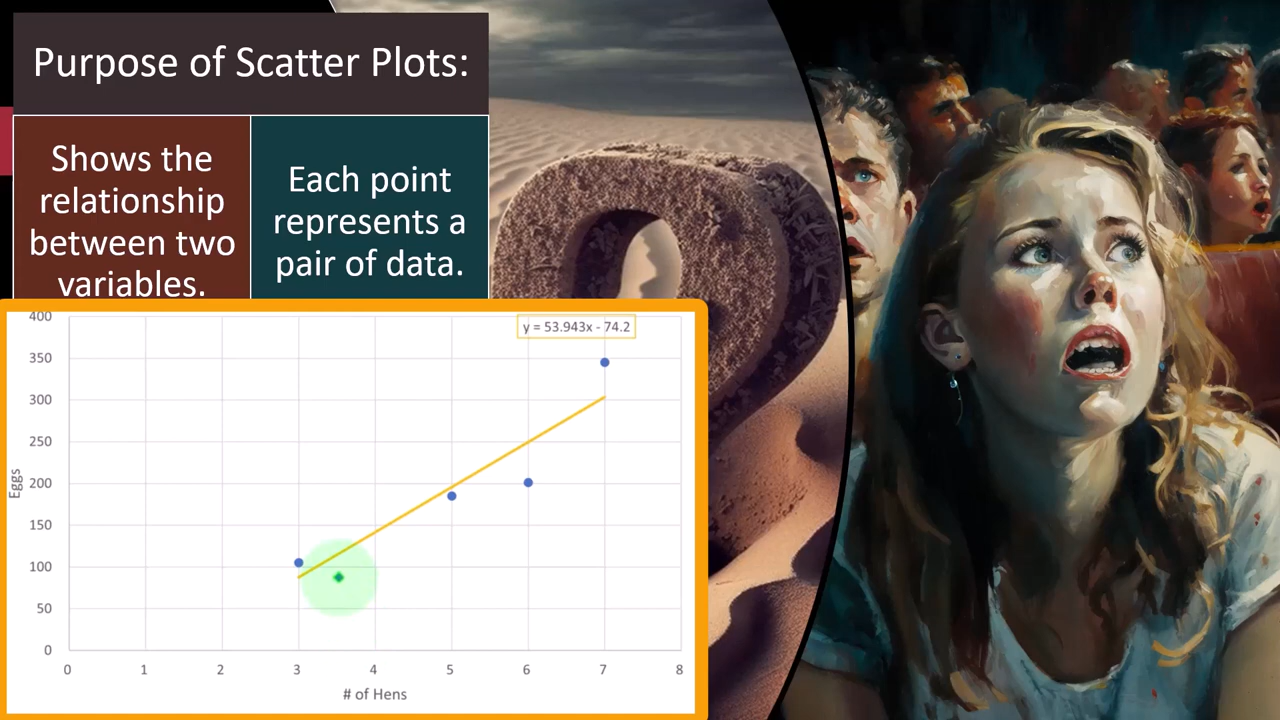 Purpose of Scatter Plots:
Shows the
relationship
between two
variables.
Each point
represents a
pair of data.
y = 53.943x - 74.2
400
350
300
250
200
150
100
50
0
Eggs
0 1 2 3 4 5 6 7 8
# of Hens